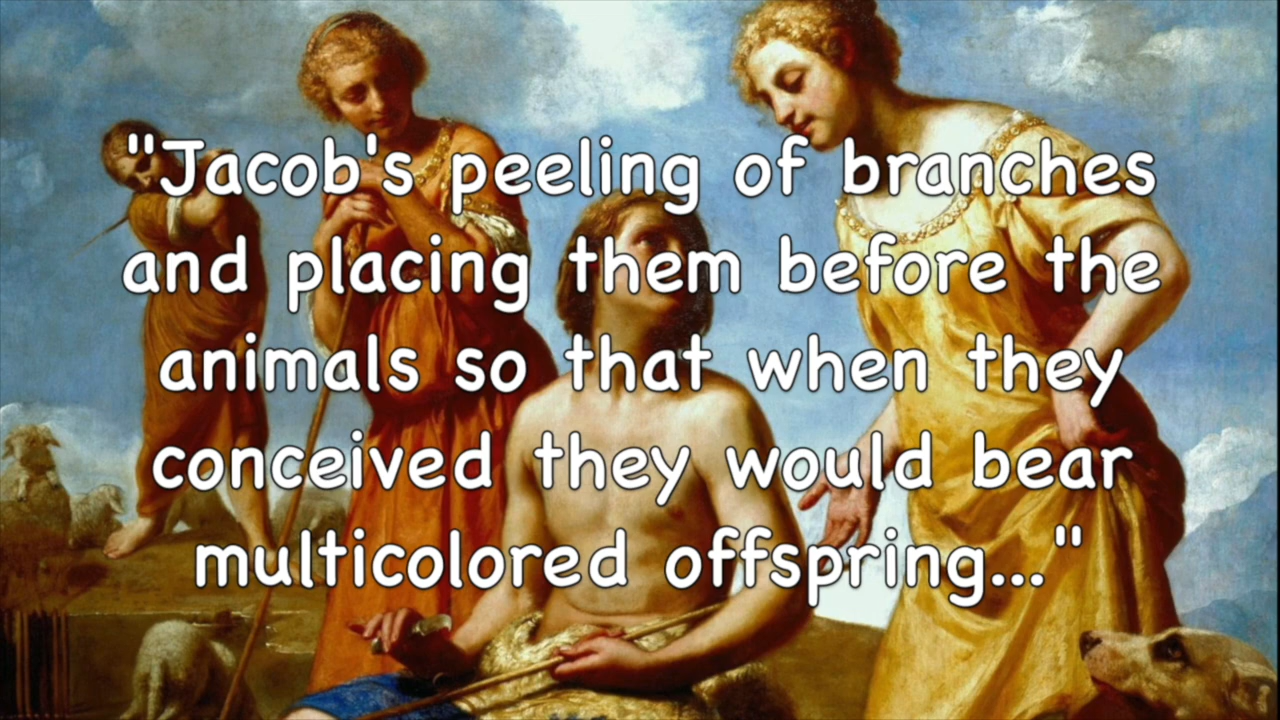 "Jacob's peeling of branches
and placing them before the
animals so that when they
conceived they would bear
multicolored offspring..."